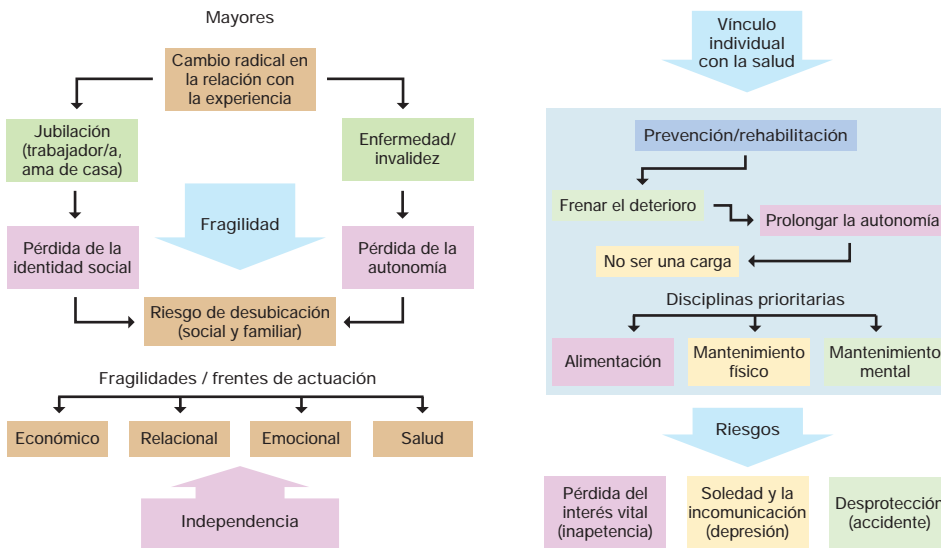 Mayores
Cambio radical en
la relación con
la experiencia
Jubilación
(trabajador/a,
ama de casa)
Enfermedad/
invalidez
Fragilidad
Pérdida de la
identidad social
Pérdida de la
autonomía
Riesgo de desubicación
(social y familiar)
Fragilidades / frentes de actuación
Económico
Relacional
Emocional
Salud
Independencia
Vínculo
individual
con la salud
Prevención/rehabilitación
Frenar el deterioro
Prolongar la autonomía
No ser una carga
Disciplinas prioritarias
Alimentación
Mantenimiento
físico
Mantenimiento
mental
Riesgos
Pérdida del
interés vital
(inapetencia)
Soledad y la
incomunicación
(depresión)
Desprotección
(accidente)